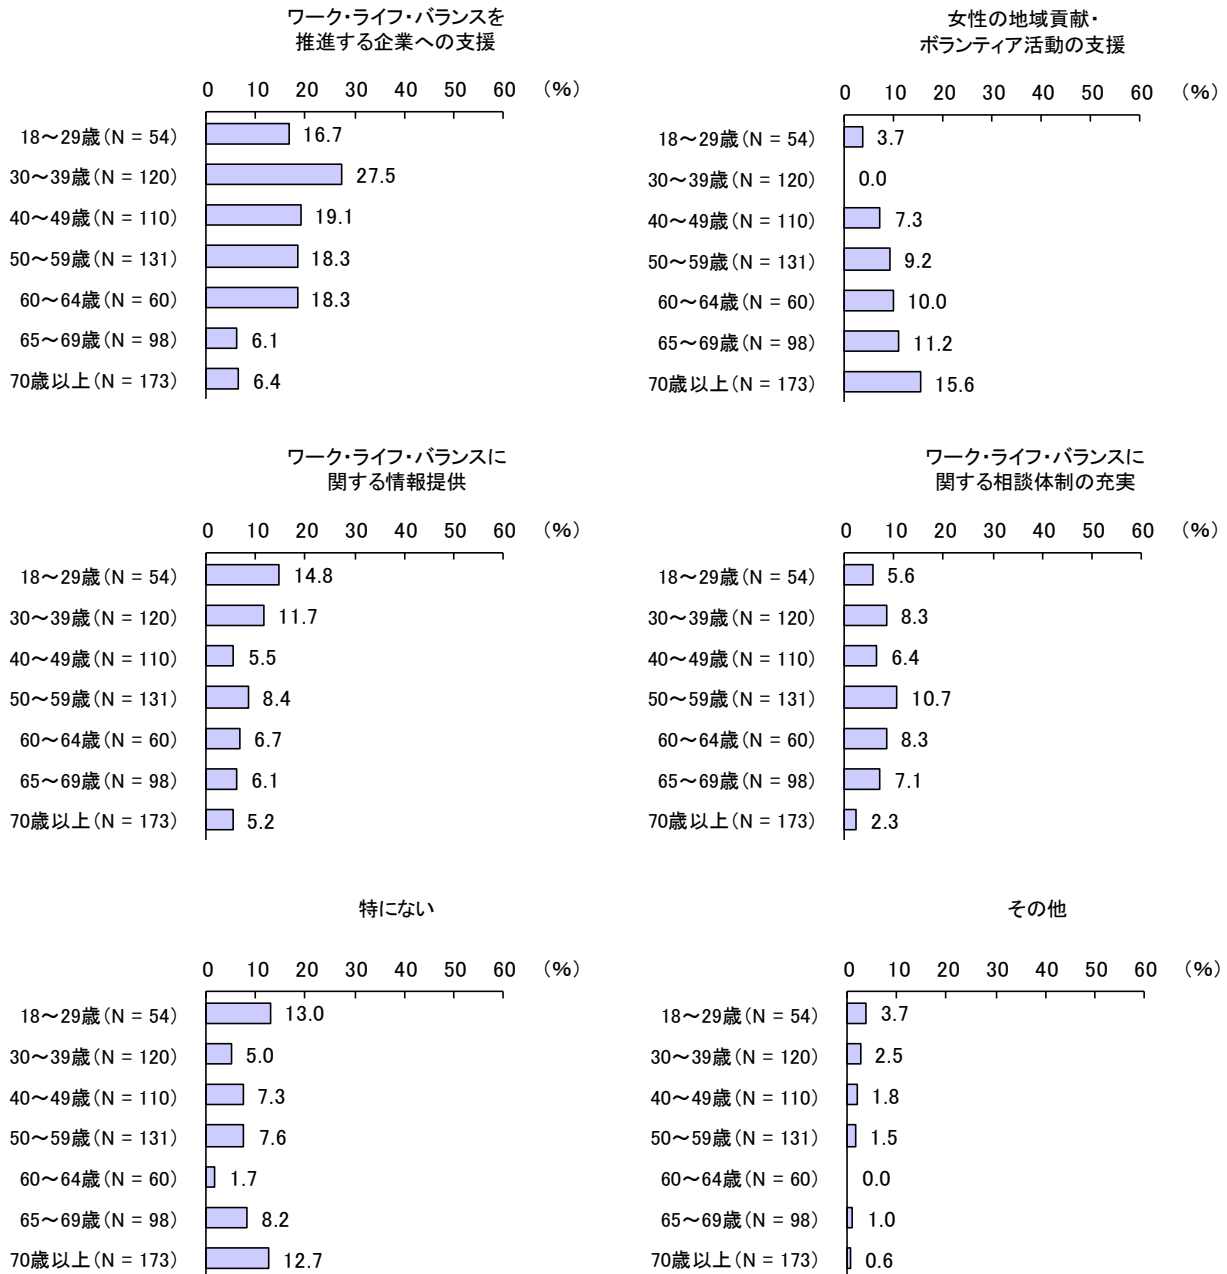 ワーク・ライフ・バランスを
推進する企業への支援
0 10 20 30 40 50 60 (%)
18～29歳(N = 54) 16.7
30～39歳(N = 120) 27.5
40～49歳(N = 110) 19.1
50～59歳(N = 131) 18.3
60～64歳(N = 60) 18.3
65～69歳(N = 98) 6.1
70歳以上(N = 173) 6.4
女性の地域貢献・
ボランティア活動の支援
0 10 20 30 40 50 60 (%)
18～29歳(N = 54) 3.7
30～39歳(N = 120) 0.0
40～49歳(N = 110) 7.3
50～59歳(N = 131) 9.2
60～64歳(N = 60) 10.0
65～69歳(N = 98) 11.2
70歳以上(N = 173) 15.6
ワーク・ライフ・バランスに
関する情報提供
0 10 20 30 40 50 60 (%)
18～29歳(N = 54) 14.8
30～39歳(N = 120) 11.7
40～49歳(N = 110) 5.5
50～59歳(N = 131) 8.4
60～64歳(N = 60) 6.7
65～69歳(N = 98) 6.1
70歳以上(N = 173) 5.2
ワーク・ライフ・バランスに
関する相談体制の充実
0 10 20 30 40 50 60 (%)
18～29歳(N = 54) 5.6
30～39歳(N = 120) 8.3
40～49歳(N = 110) 6.4
50～59歳(N = 131) 10.7
60～64歳(N = 60) 8.3
65～69歳(N = 98) 7.1
70歳以上(N = 173) 2.3
特にない
0 10 20 30 40 50 60 (%)
18～29歳(N = 54) 13.0
30～39歳(N = 120) 5.0
40～49歳(N = 110) 7.3
50～59歳(N = 131) 7.6
60～64歳(N = 60) 1.7
65～69歳(N = 98) 8.2
70歳以上(N = 173) 12.7
その他
0 10 20 30 40 50 60 (%)
18～29歳(N = 54) 3.7
30～39歳(N = 120) 2.5
40～49歳(N = 110) 1.8
50～59歳(N = 131) 1.5
60～64歳(N = 60) 0.0
65～69歳(N = 98) 1.0
70歳以上(N = 173) 0.6